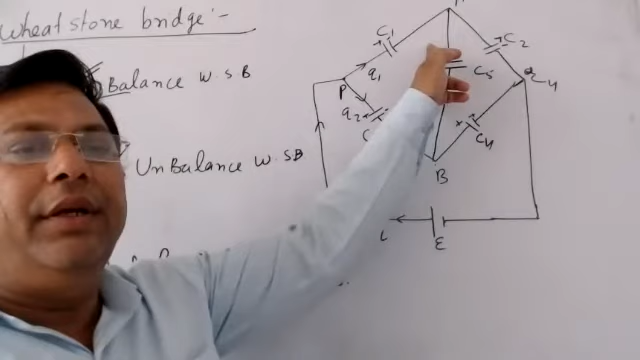 Wheatstone bridge :-
Balance W.S B
UnBalance W.SB
A
C1
C2
q1
P
C5
q2
C
C4
B
E